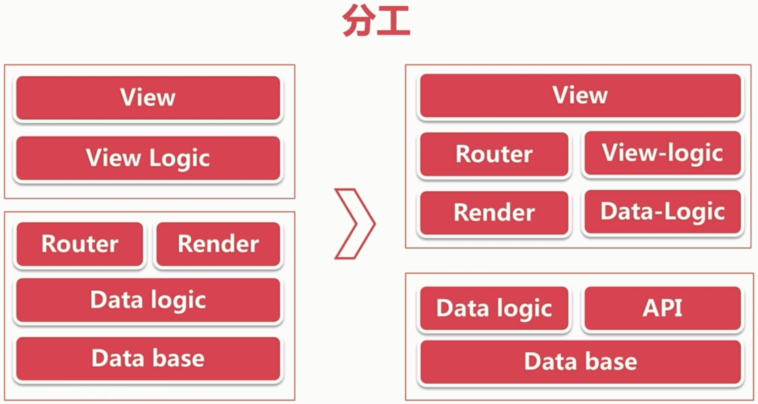 分工
View
View Logic
Router
Render
Data logic
Data base
View
Router
View-logic
Render
Data-Logic
Data logic
API
Data base